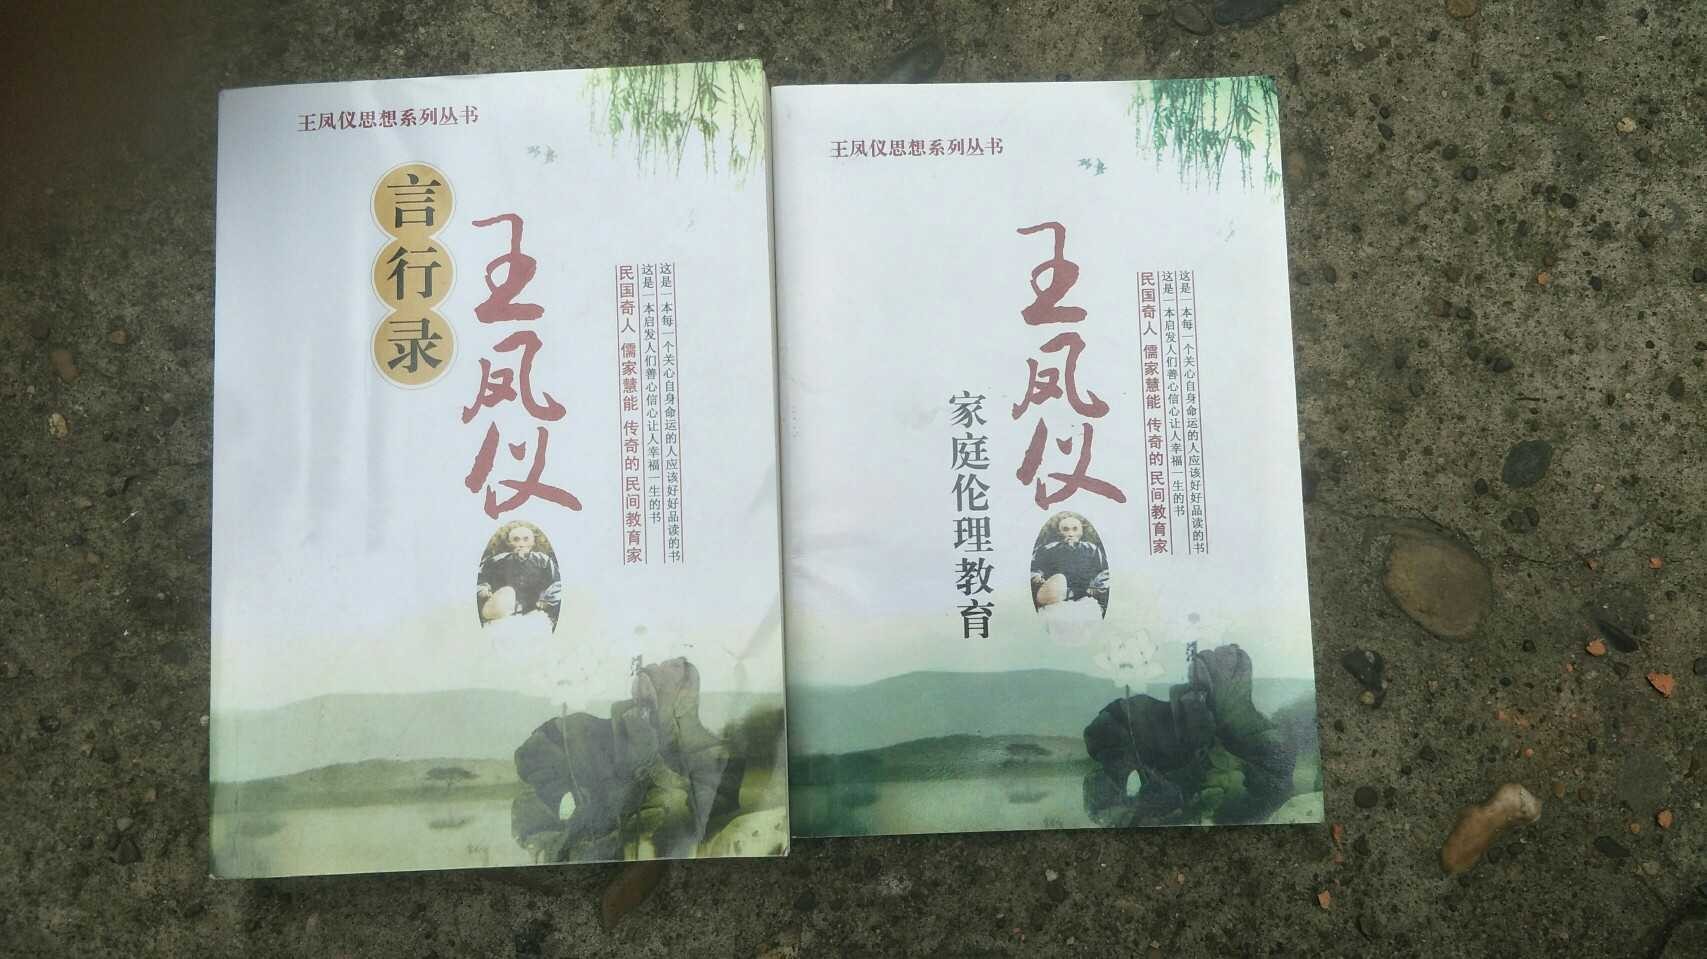 王凤仪思想系列丛书
言行录
王凤仪
这是一本每一个关心自身命运的人应该好好品读的书
这是一本启发人们善心信心让人幸福一生的书
民国奇人 儒家慧能 传奇的民间教育家
王凤仪思想系列丛书
王凤仪
家庭伦理教育
这是一本每一个关心自身命运的人应该好好品读的书
这是一本启发人们善心信心让人幸福一生的书
民国奇人 儒家慧能 传奇的民间教育家